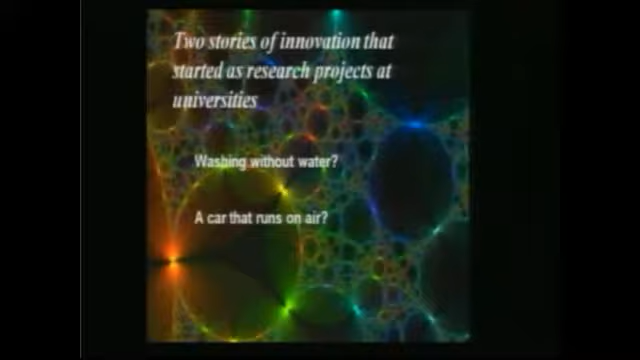 Two stories of innovation that
started as research projects at
universities
Washing without water?
A car that runs on air?